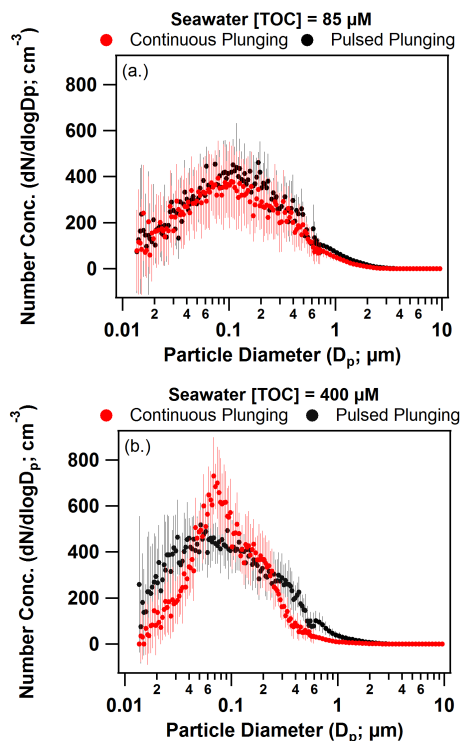 Seawater [TOC] = 85 µM
Continuous Plunging Pulsed Plunging
(a.)
Number Conc. (dN/dlogDp; cm-3)
800
600
400
200
0
0.01 2 4 6 0.1 2 4 6 1 2 4 6 10
Particle Diameter (Dp; µm)
Seawater [TOC] = 400 µM
Continuous Plunging Pulsed Plunging
(b.)
Number Conc. (dN/dlogDp; cm-3)
800
600
400
200
0
0.01 2 4 6 0.1 2 4 6 1 2 4 6 10
Particle Diameter (Dp; µm)